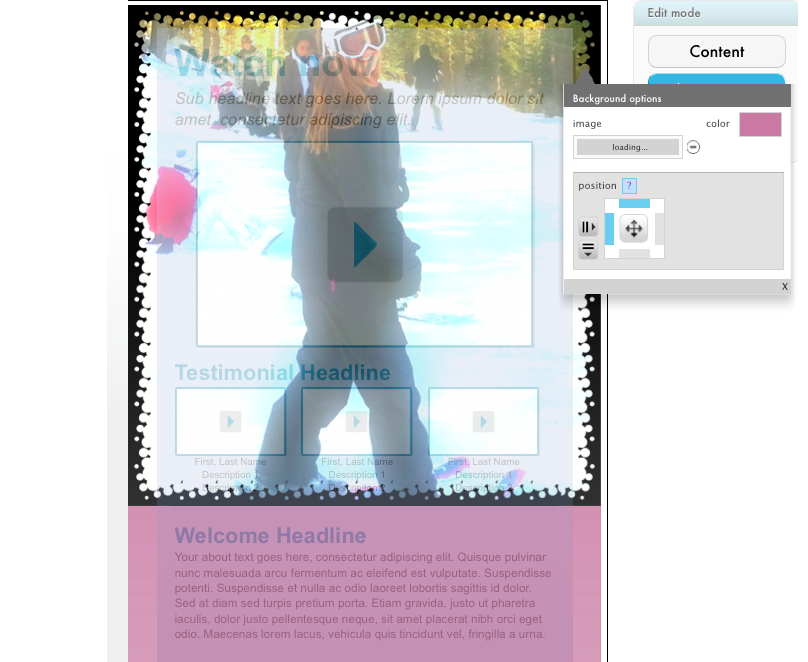 Edit mode
Content
Background options
image
color
loading...
position ?
X
Watch now.
Sub headline text goes here. Lorem ipsum dolor sit
amet, consectetur adipiscing elit.
Testimonial Headline
First, Last Name First, Last Name First, Last Name
Description 1 Description 1 Description 1
Welcome Headline
Your about text goes here, consectetur adipiscing elit. Quisque pulvinar
nunc malesuada arcu fermentum ac eleifend est vulputate. Suspendisse
potenti. Suspendisse et nulla ac odio laoreet lobortis sagittis id dolor.
Sed at diam sed turpis pretium porta. Etiam gravida, justo ut pharetra
iaculis, dolor justo pellentesque neque, sit amet placerat nibh orci eget
odio. Maecenas lorem lacus, vehicula quis tincidunt vel, fringilla a urna.